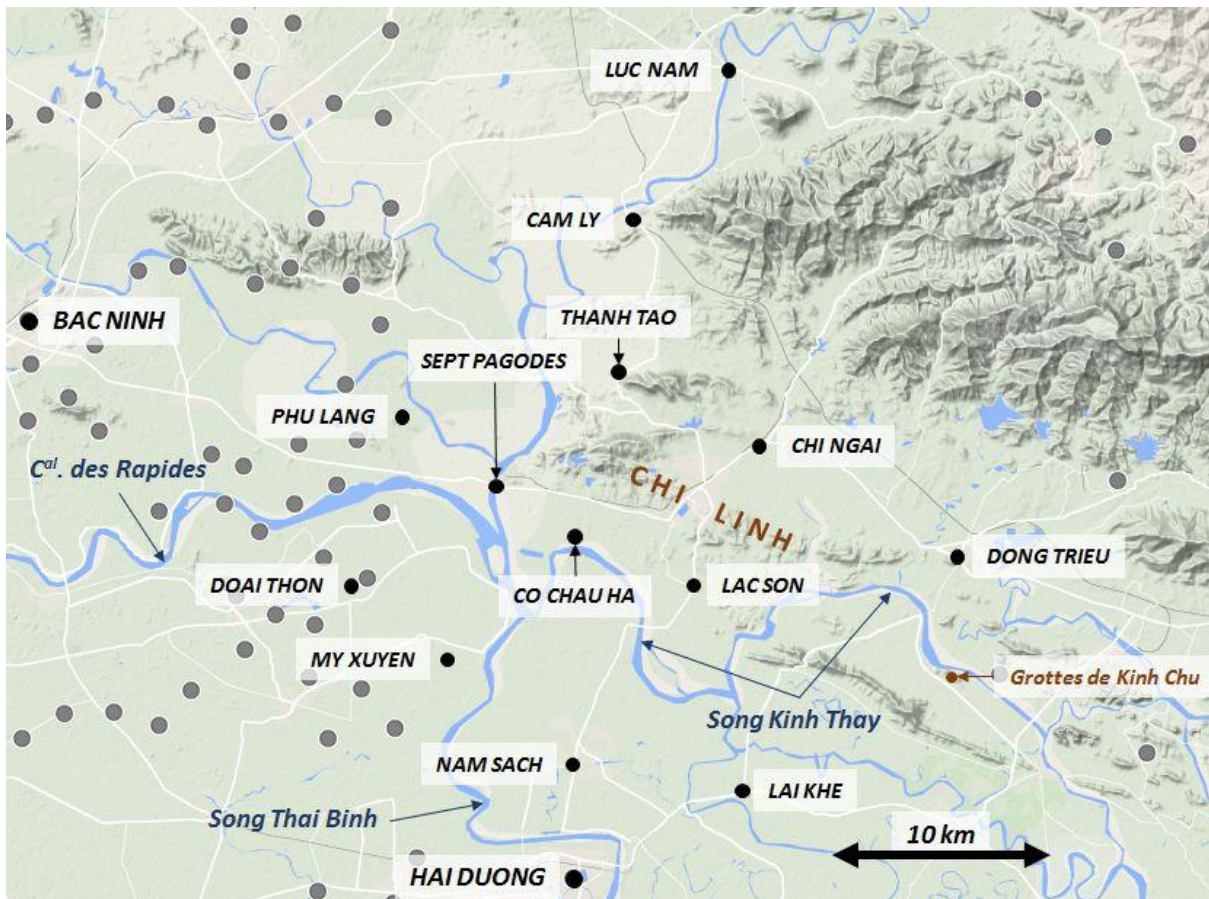 LUC NAM
CAM LY
THANH TAO
BAC NINH
SEPT PAGODES
PHU LANG
CHI NGAI
Cal. des Rapides
CHI LINH
DONG TRIEU
DOAI THON
CO CHAU HA
LAC SON
MY XUYEN
Grottes de Kinh Chu
Song Kinh Thay
NAM SACH
LAI KHE
Song Thai Binh
10 km
HAI DUONG